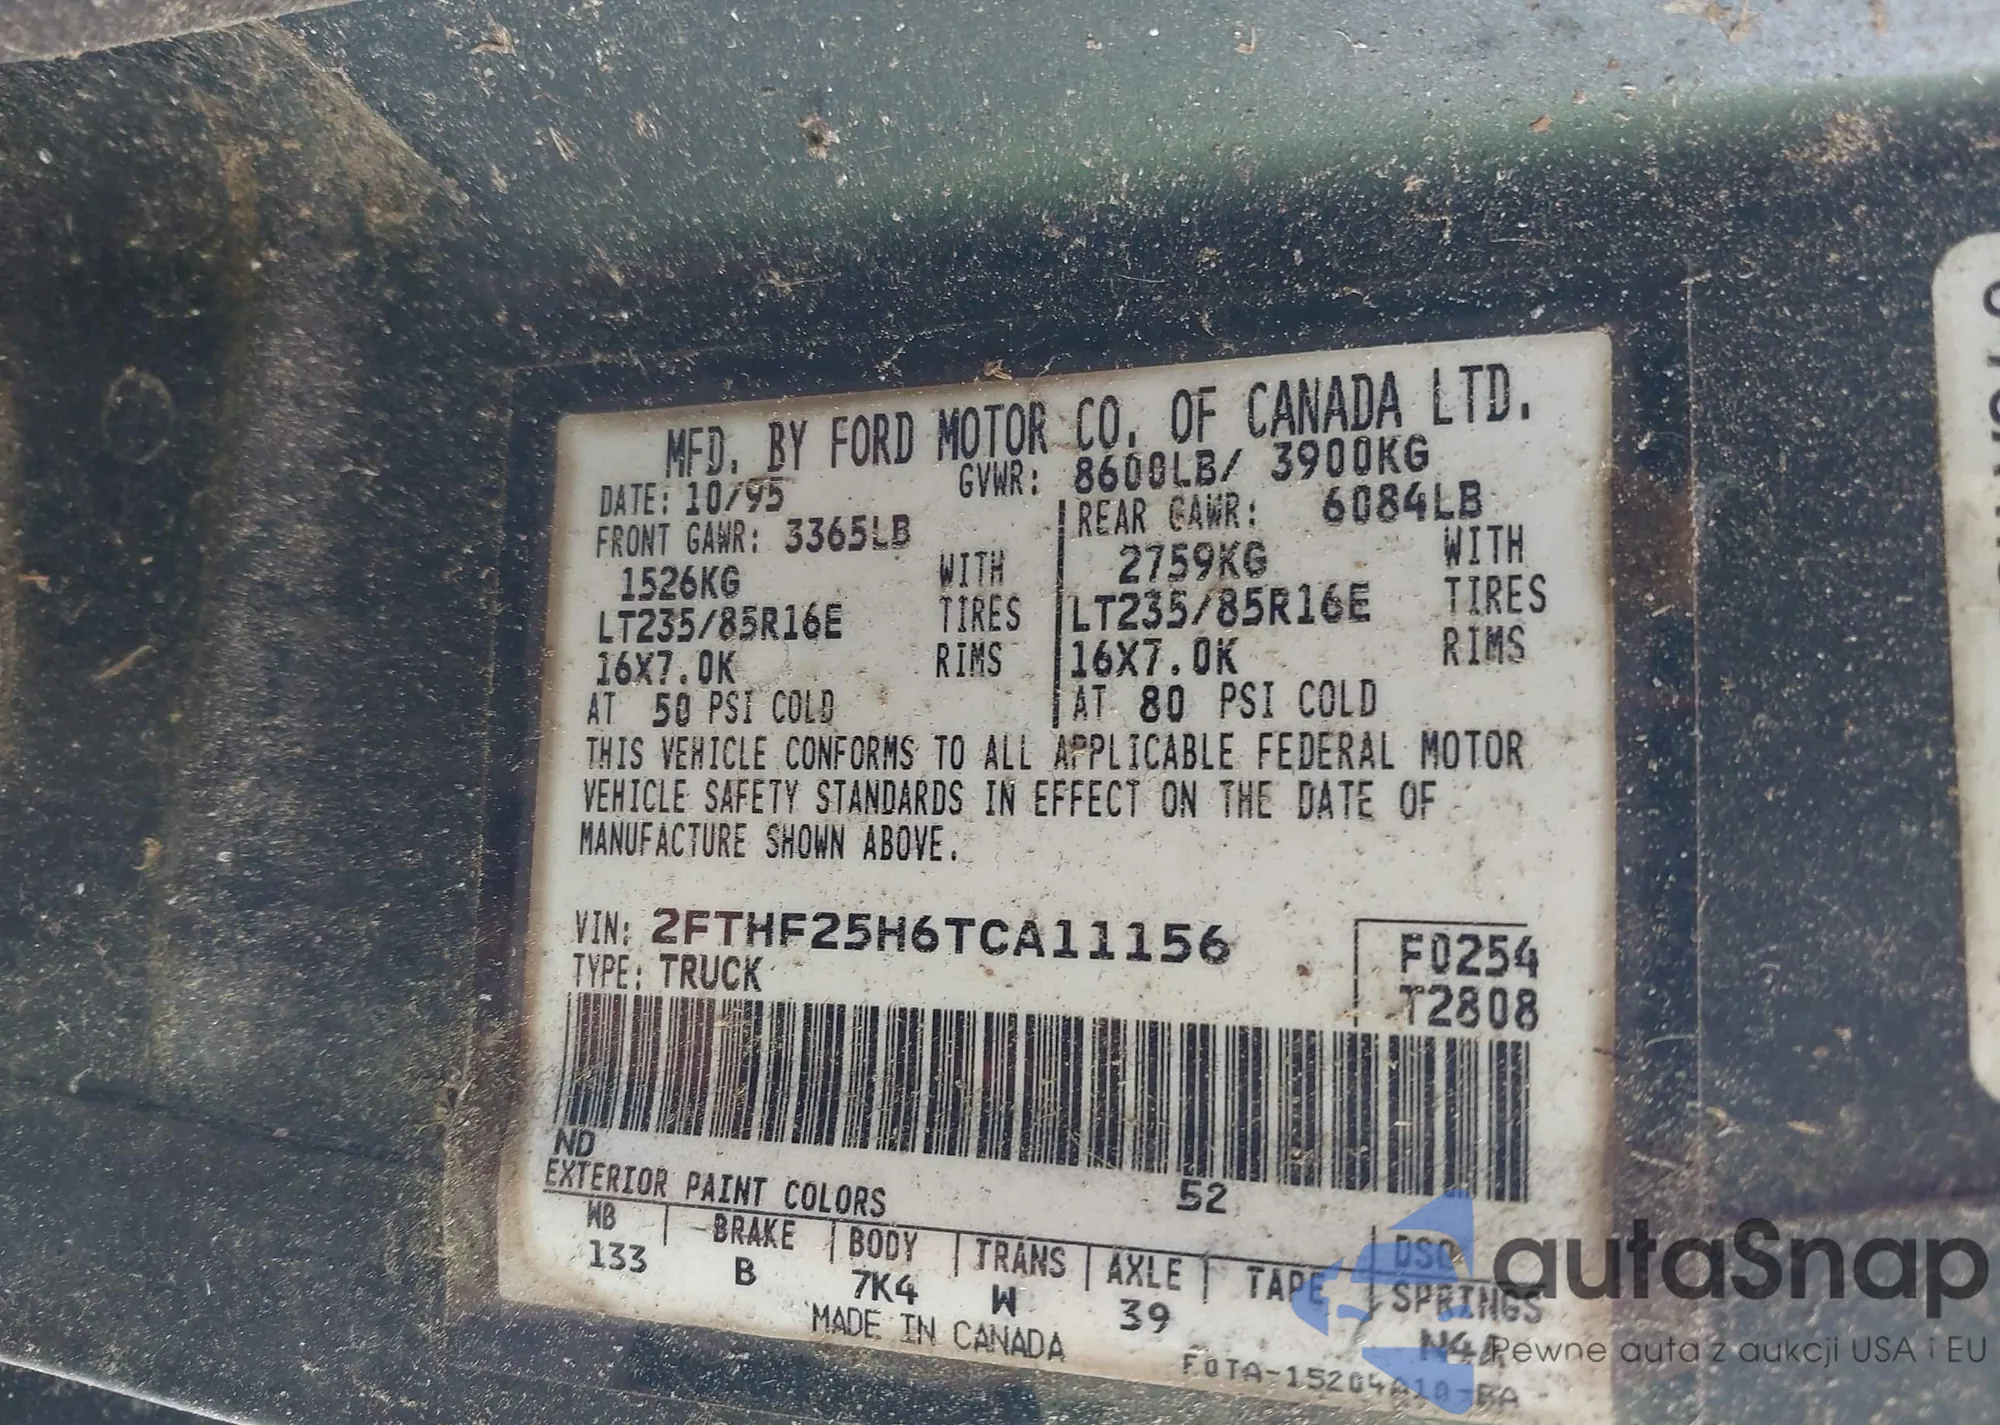 MFD. BY FORD MOTOR CO. OF CANADA LTD.
DATE: 10/95 GVWR: 8600LB/ 3900KG
FRONT GAWR: 3365LB REAR GAWR: 6084LB
1526KG WITH 2759KG WITH
LT235/85R16E TIRES LT235/85R16E TIRES
16X7.0K RIMS 16X7.0K RIMS
AT 50 PSI COLD AT 80 PSI COLD
THIS VEHICLE CONFORMS TO ALL APPLICABLE FEDERAL MOTOR
VEHICLE SAFETY STANDARDS IN EFFECT ON THE DATE OF
MANUFACTURE SHOWN ABOVE.
VIN: 2FTHF25H6TCA11156 F0254
TYPE: TRUCK T2808
ND
EXTERIOR PAINT COLORS 52
WB BRAKE BODY TRANS AXLE TAPE DSO
SPRINGS
133 B 7K4 W 39
MADE IN CANADA
F0TA-15204A10-BA
autaSnap
Pewne auta z aukcji USA i EU